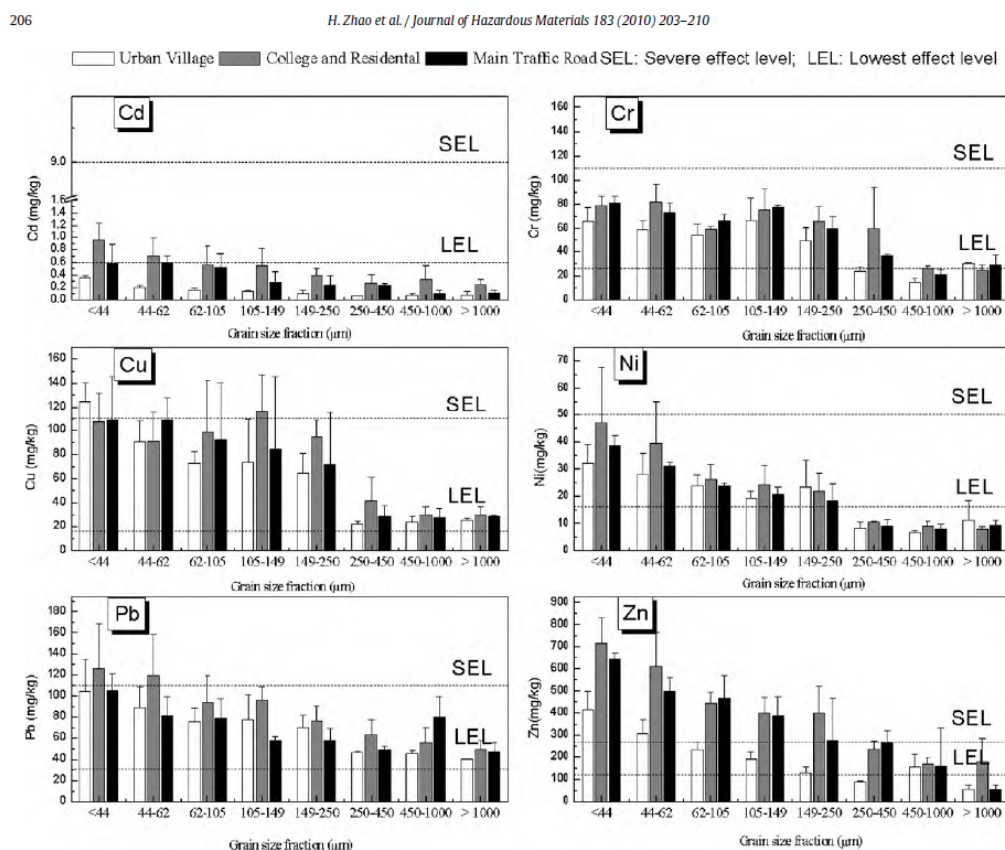 206
H. Zhao et al. / Journal of Hazardous Materials 183 (2010) 203–210
Urban Village College and Residental Main Traffic Road SEL: Severe effect level; LEL: Lowest effect level
Cd
SEL
LEL
Cd (mg/kg)
9.0
1.6
1.4
1.2
1.0
0.8
0.6
0.4
0.2
0.0
<44 44-62 62-105 105-149 149-250 250-450 450-1000 > 1000
Grain size fraction (μm)
Cr
SEL
LEL
Cr (mg/kg)
160
140
120
100
80
60
40
20
0
<44 44-62 62-105 105-149 149-250 250-450 450-1000 > 1000
Grain size fraction (μm)
Cu
SEL
LEL
Cu (mg/kg)
160
140
120
100
80
60
40
20
0
<44 44-62 62-105 105-149 149-250 250-450 450-1000 > 1000
Grain size fraction (μm)
Ni
SEL
LEL
Ni(mg/kg)
70
60
50
40
30
20
10
0
<44 44-62 62-105 105-149 149-250 250-450 450-1000 > 1000
Grain size fraction (μm)
Pb
SEL
LEL
Pb (mg/kg)
180
160
140
120
100
80
60
40
20
0
<44 44-62 62-105 105-149 149-250 250-450 450-1000 > 1000
Grain size fraction (μm)
Zn
SEL
LEL
Zn(mg/kg)
900
800
700
600
500
400
300
200
100
0
<44 44-62 62-105 105-149 149-250 250-450 450-1000 > 1000
Grain size fraction (μm)